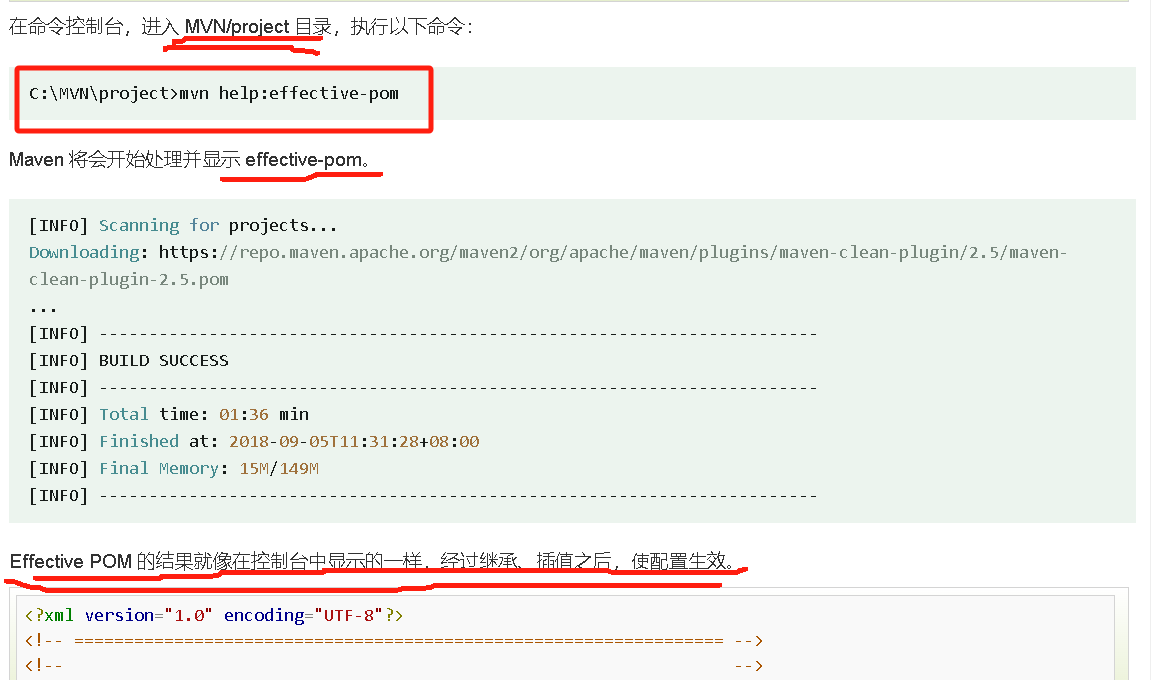 在命令控制台，进入 MVN/project 目录，执行以下命令：
C:\MVN\project>mvn help:effective-pom
Maven 将会开始处理并显示 effective-pom。
[INFO] Scanning for projects...
Downloading: https://repo.maven.apache.org/maven2/org/apache/maven/plugins/maven-clean-plugin/2.5/maven-
clean-plugin-2.5.pom
...
[INFO] ------------------------------------------------------------------------
[INFO] BUILD SUCCESS
[INFO] ------------------------------------------------------------------------
[INFO] Total time: 01:36 min
[INFO] Finished at: 2018-09-05T11:31:28+08:00
[INFO] Final Memory: 15M/149M
[INFO] ------------------------------------------------------------------------
Effective POM 的结果就像在控制台中显示的一样，经过继承、插值之后，使配置生效。
<?xml version="1.0" encoding="UTF-8"?>
<!-- ================================================================= -->
<!--                                                                   -->